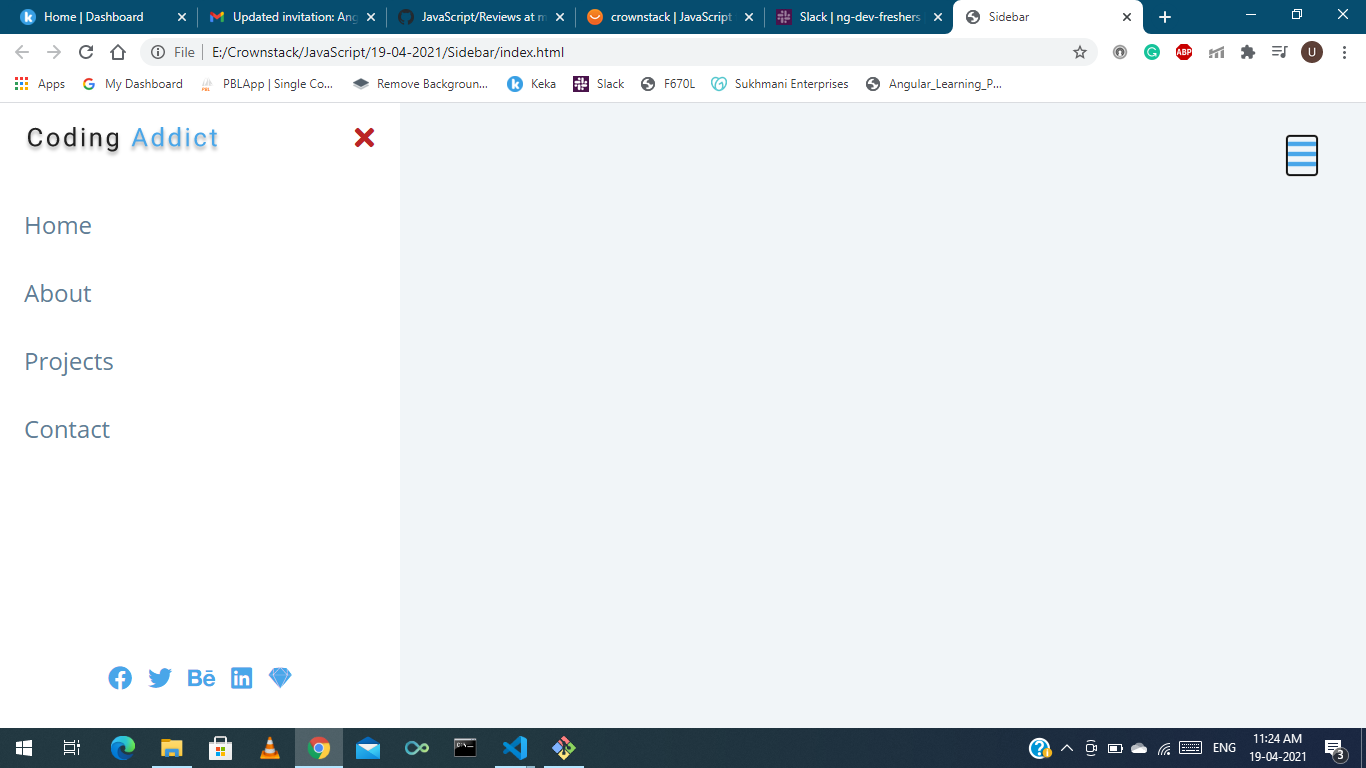 Home | Dashboard
Updated invitation: Ang
JavaScript/Reviews at m
crownstack | JavaScript
Slack | ng-dev-freshers
Sidebar
File
E:/Crownstack/JavaScript/19-04-2021/Sidebar/index.html
ABP
U
Apps
My Dashboard
PBLApp | Single Co...
Remove Backgroun...
Keka
Slack
F670L
Sukhmani Enterprises
Angular_Learning_P...
Coding Addict
Home
About
Projects
Contact
ENG
11:24 AM
19-04-2021
3